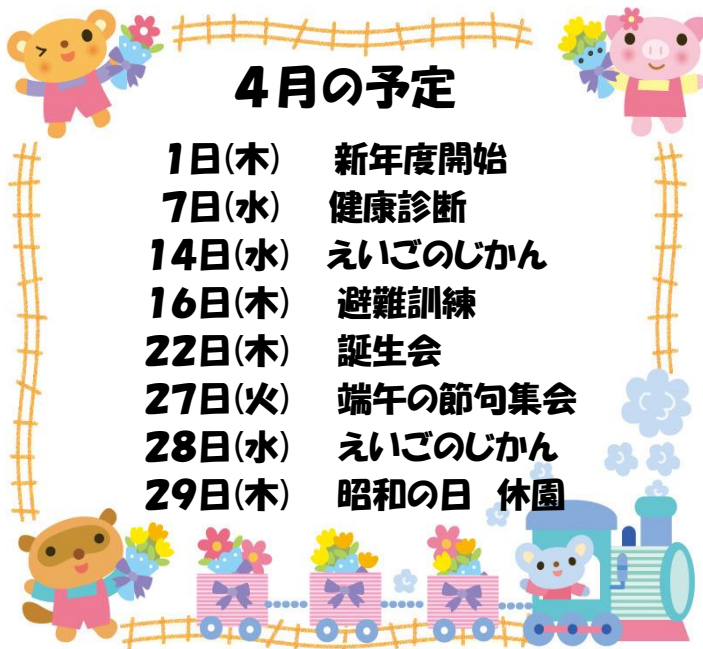 ４月の予定
1日(木)　新年度開始
7日(水)　健康診断
14日(水)　えいごのじかん
16日(木)　避難訓練
22日(木)　誕生会
27日(火)　端午の節句集会
28日(水)　えいごのじかん
29日(木)　昭和の日　休園